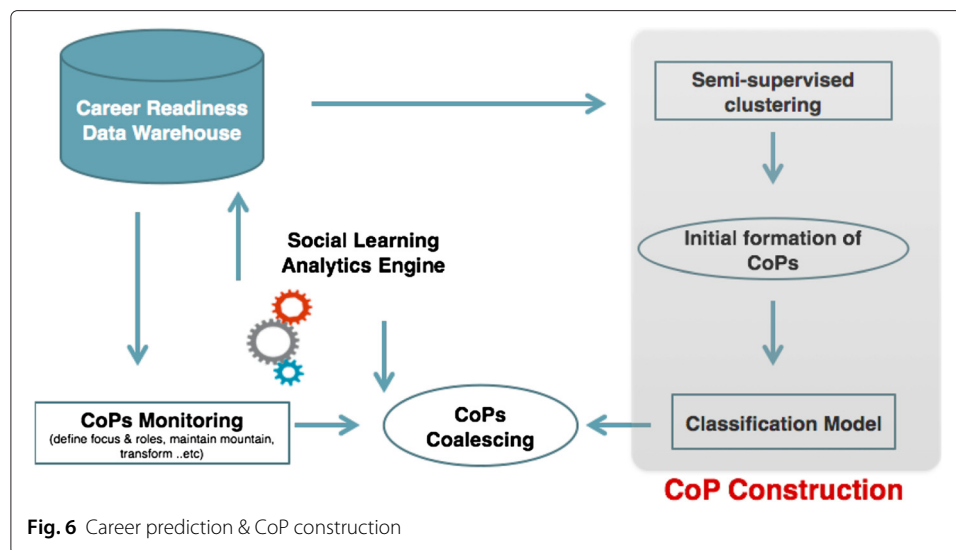 Career Readiness
Data Warehouse
Semi-supervised
clustering
Initial formation of
CoPs
Social Learning
Analytics Engine
CoPs Monitoring
(define focus & roles, maintain mountain,
transform ..etc)
CoPs
Coalescing
Classification Model
CoP Construction
Fig. 6 Career prediction & CoP construction